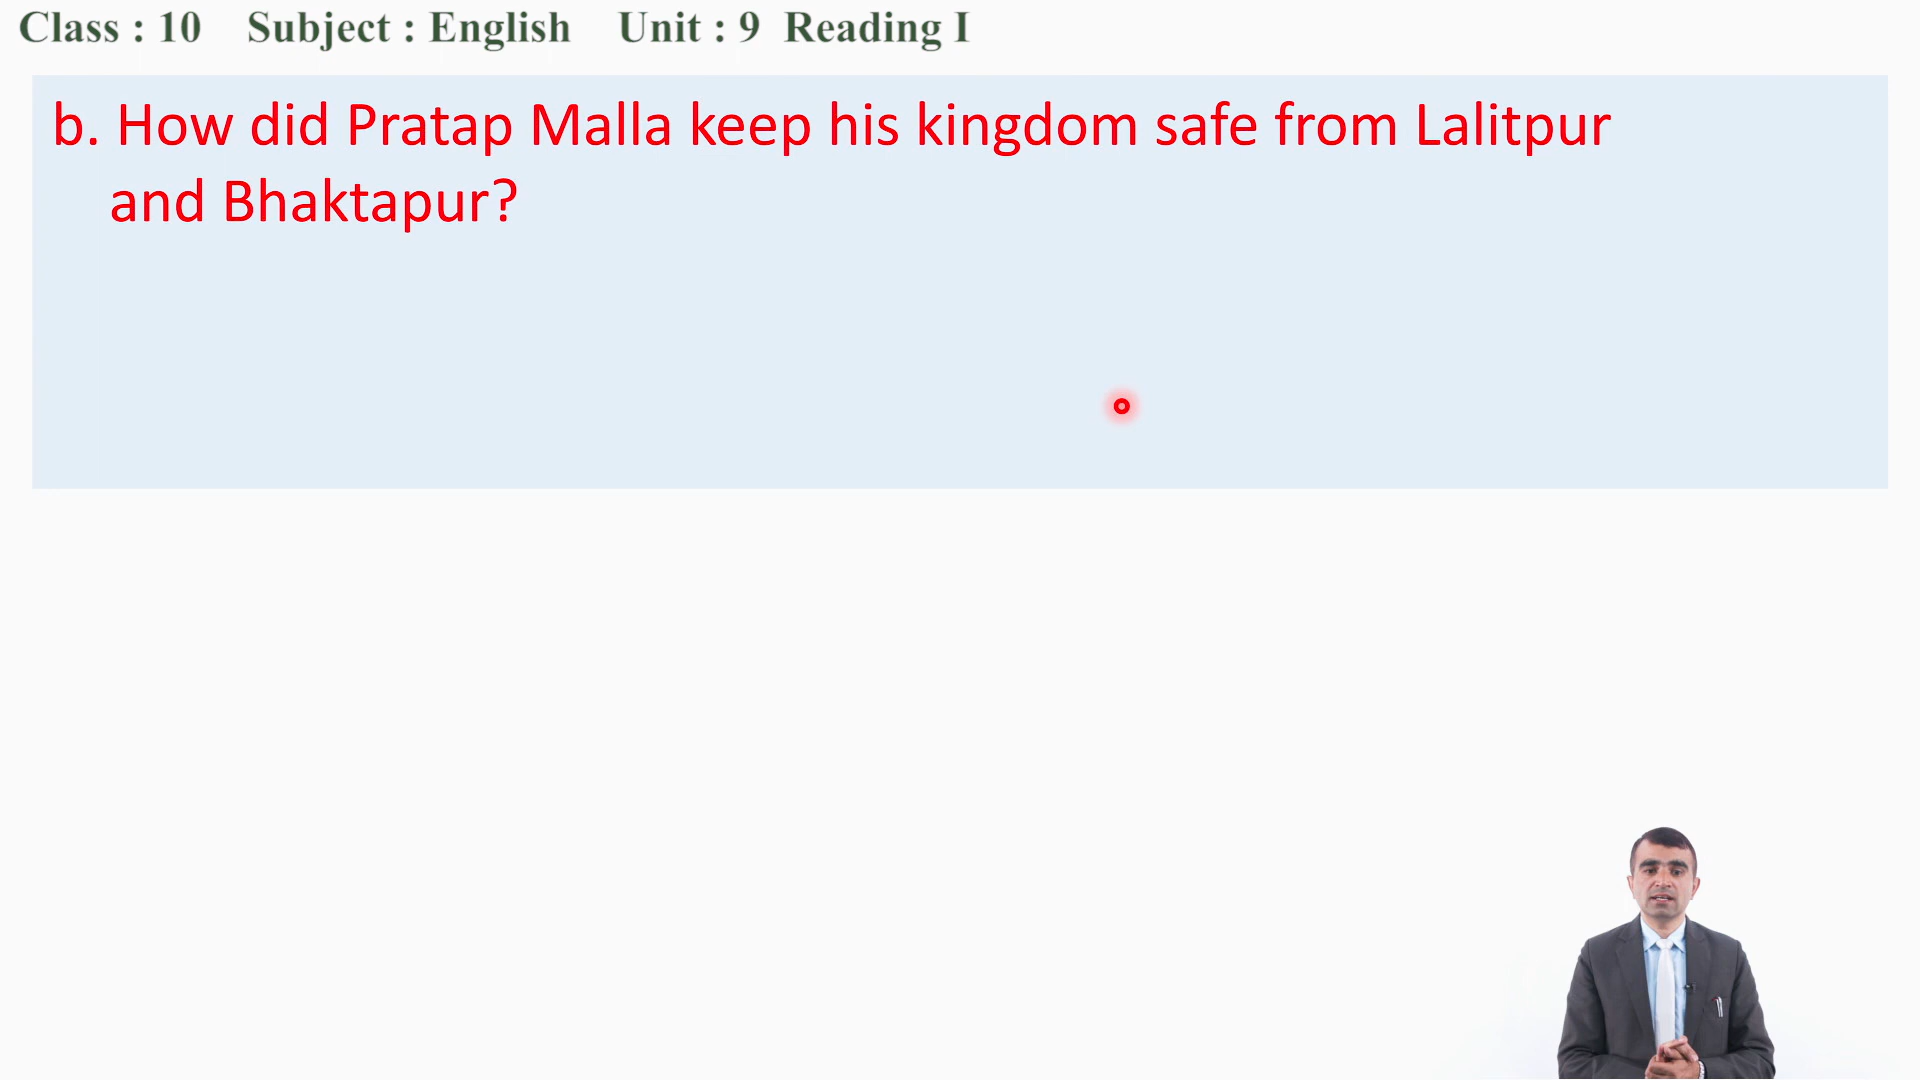 Class : 10 Subject : English Unit : 9 Reading I
b. How did Pratap Malla keep his kingdom safe from Lalitpur
and Bhaktapur?